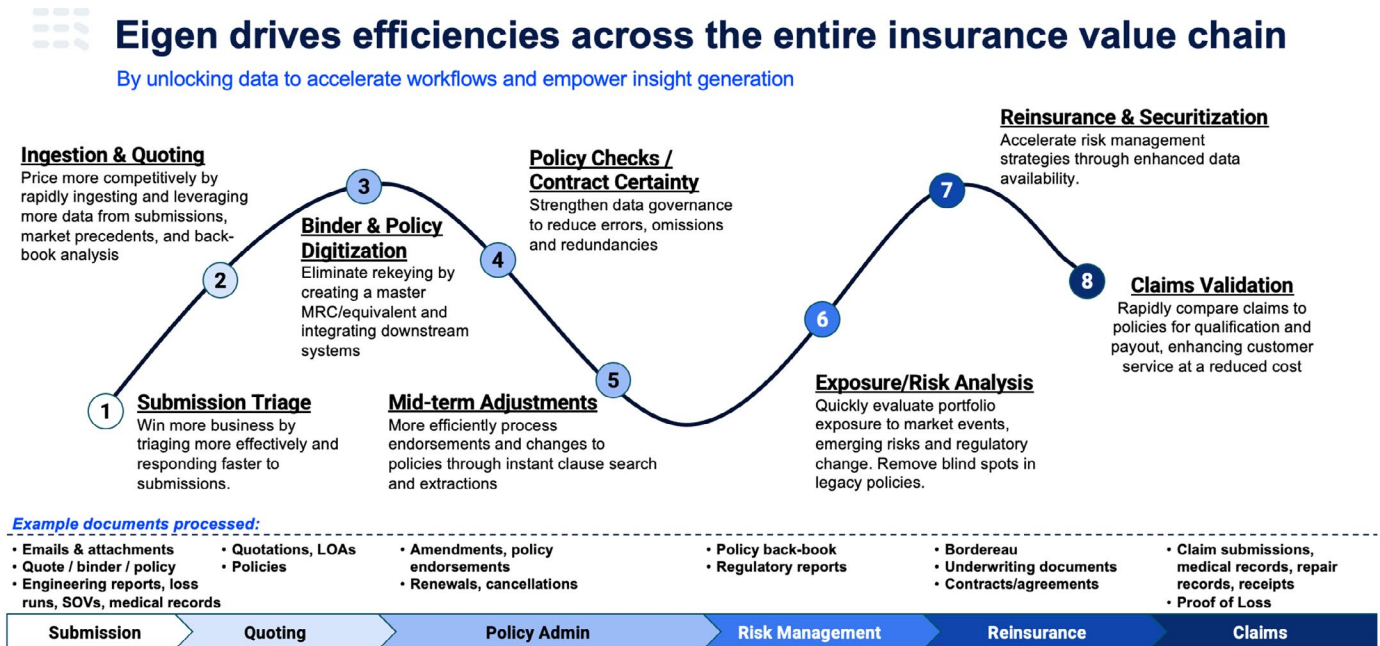 Eigen drives efficiencies across the entire insurance value chain
By unlocking data to accelerate workflows and empower insight generation
1
Submission Triage
Win more business by
triaging more effectively and
responding faster to
submissions.
2
Ingestion & Quoting
Price more competitively by
rapidly ingesting and leveraging
more data from submissions,
market precedents, and back-
book analysis
3
Binder & Policy
Digitization
Eliminate rekeying by
creating a master
MRC/equivalent and
integrating downstream
systems
4
Policy Checks /
Contract Certainty
Strengthen data governance
to reduce errors, omissions
and redundancies
5
Mid-term Adjustments
More efficiently process
endorsements and changes to
policies through instant clause search
and extractions
6
Exposure/Risk Analysis
Quickly evaluate portfolio
exposure to market events,
emerging risks and regulatory
change. Remove blind spots in
legacy policies.
7
Reinsurance & Securitization
Accelerate risk management
strategies through enhanced data
availability.
8
Claims Validation
Rapidly compare claims to
policies for qualification and
payout, enhancing customer
service at a reduced cost
Example documents processed:
• Emails & attachments
• Quote / binder / policy
• Engineering reports, loss
runs, SOVs, medical records
• Quotations, LOAs
• Policies
• Amendments, policy
endorsements
• Renewals, cancellations
• Policy back-book
• Regulatory reports
• Bordereau
• Underwriting documents
• Contracts/agreements
• Claim submissions,
medical records, repair
records, receipts
• Proof of Loss
Submission
Quoting
Policy Admin
Risk Management
Reinsurance
Claims